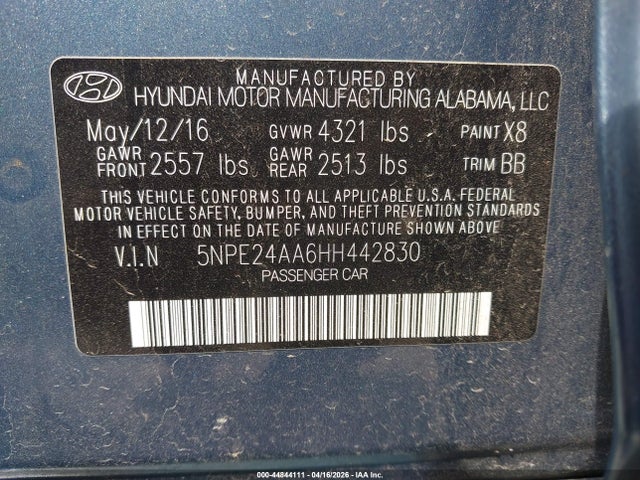 MANUFACTURED BY
HYUNDAI MOTOR MANUFACTURING ALABAMA, LLC
May/12/16 GVWR 4321 lbs PAINT X8
GAWR FRONT 2557 lbs GAWR REAR 2513 lbs TRIM BB
THIS VEHICLE CONFORMS TO ALL APPLICABLE U.S.A. FEDERAL
MOTOR VEHICLE SAFETY, BUMPER, AND THEFT PREVENTION STANDARDS
IN EFFECT ON THE DATE OF MANUFACTURE SHOWN ABOVE.
V.I.N 5NPE24AA6HH442830
PASSENGER CAR
000-44844111 - 04/16/2026 - IAA Inc.